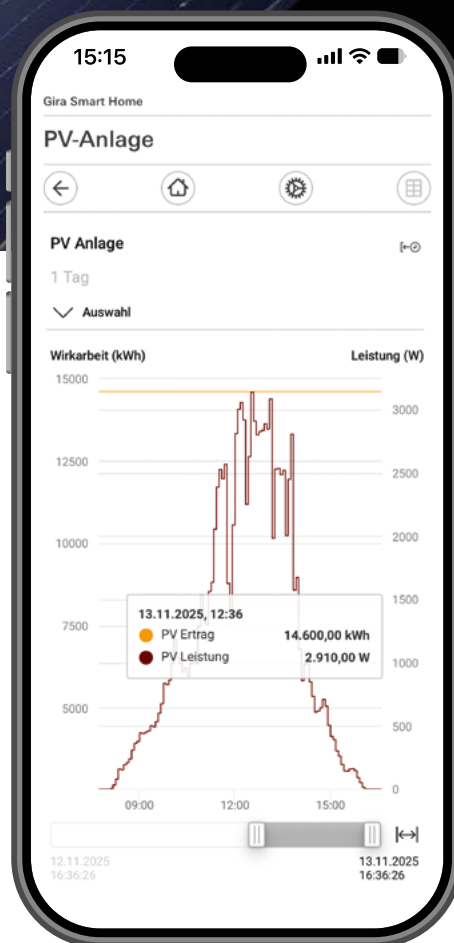 15:15
Gira Smart Home
PV-Anlage
PV Anlage
1 Tag
Auswahl
Wirkarbeit (kWh) Leistung (W)
15000
3000
12500
2500
10000
2000
1500
13.11.2025, 12:36
7500
PV Ertrag 14.600,00 kWh
PV Leistung 2.910,00 W
1000
5000
500
0
09:00 12:00 15:00
12.11.2025 13.11.2025
16:36:26 16:36:26